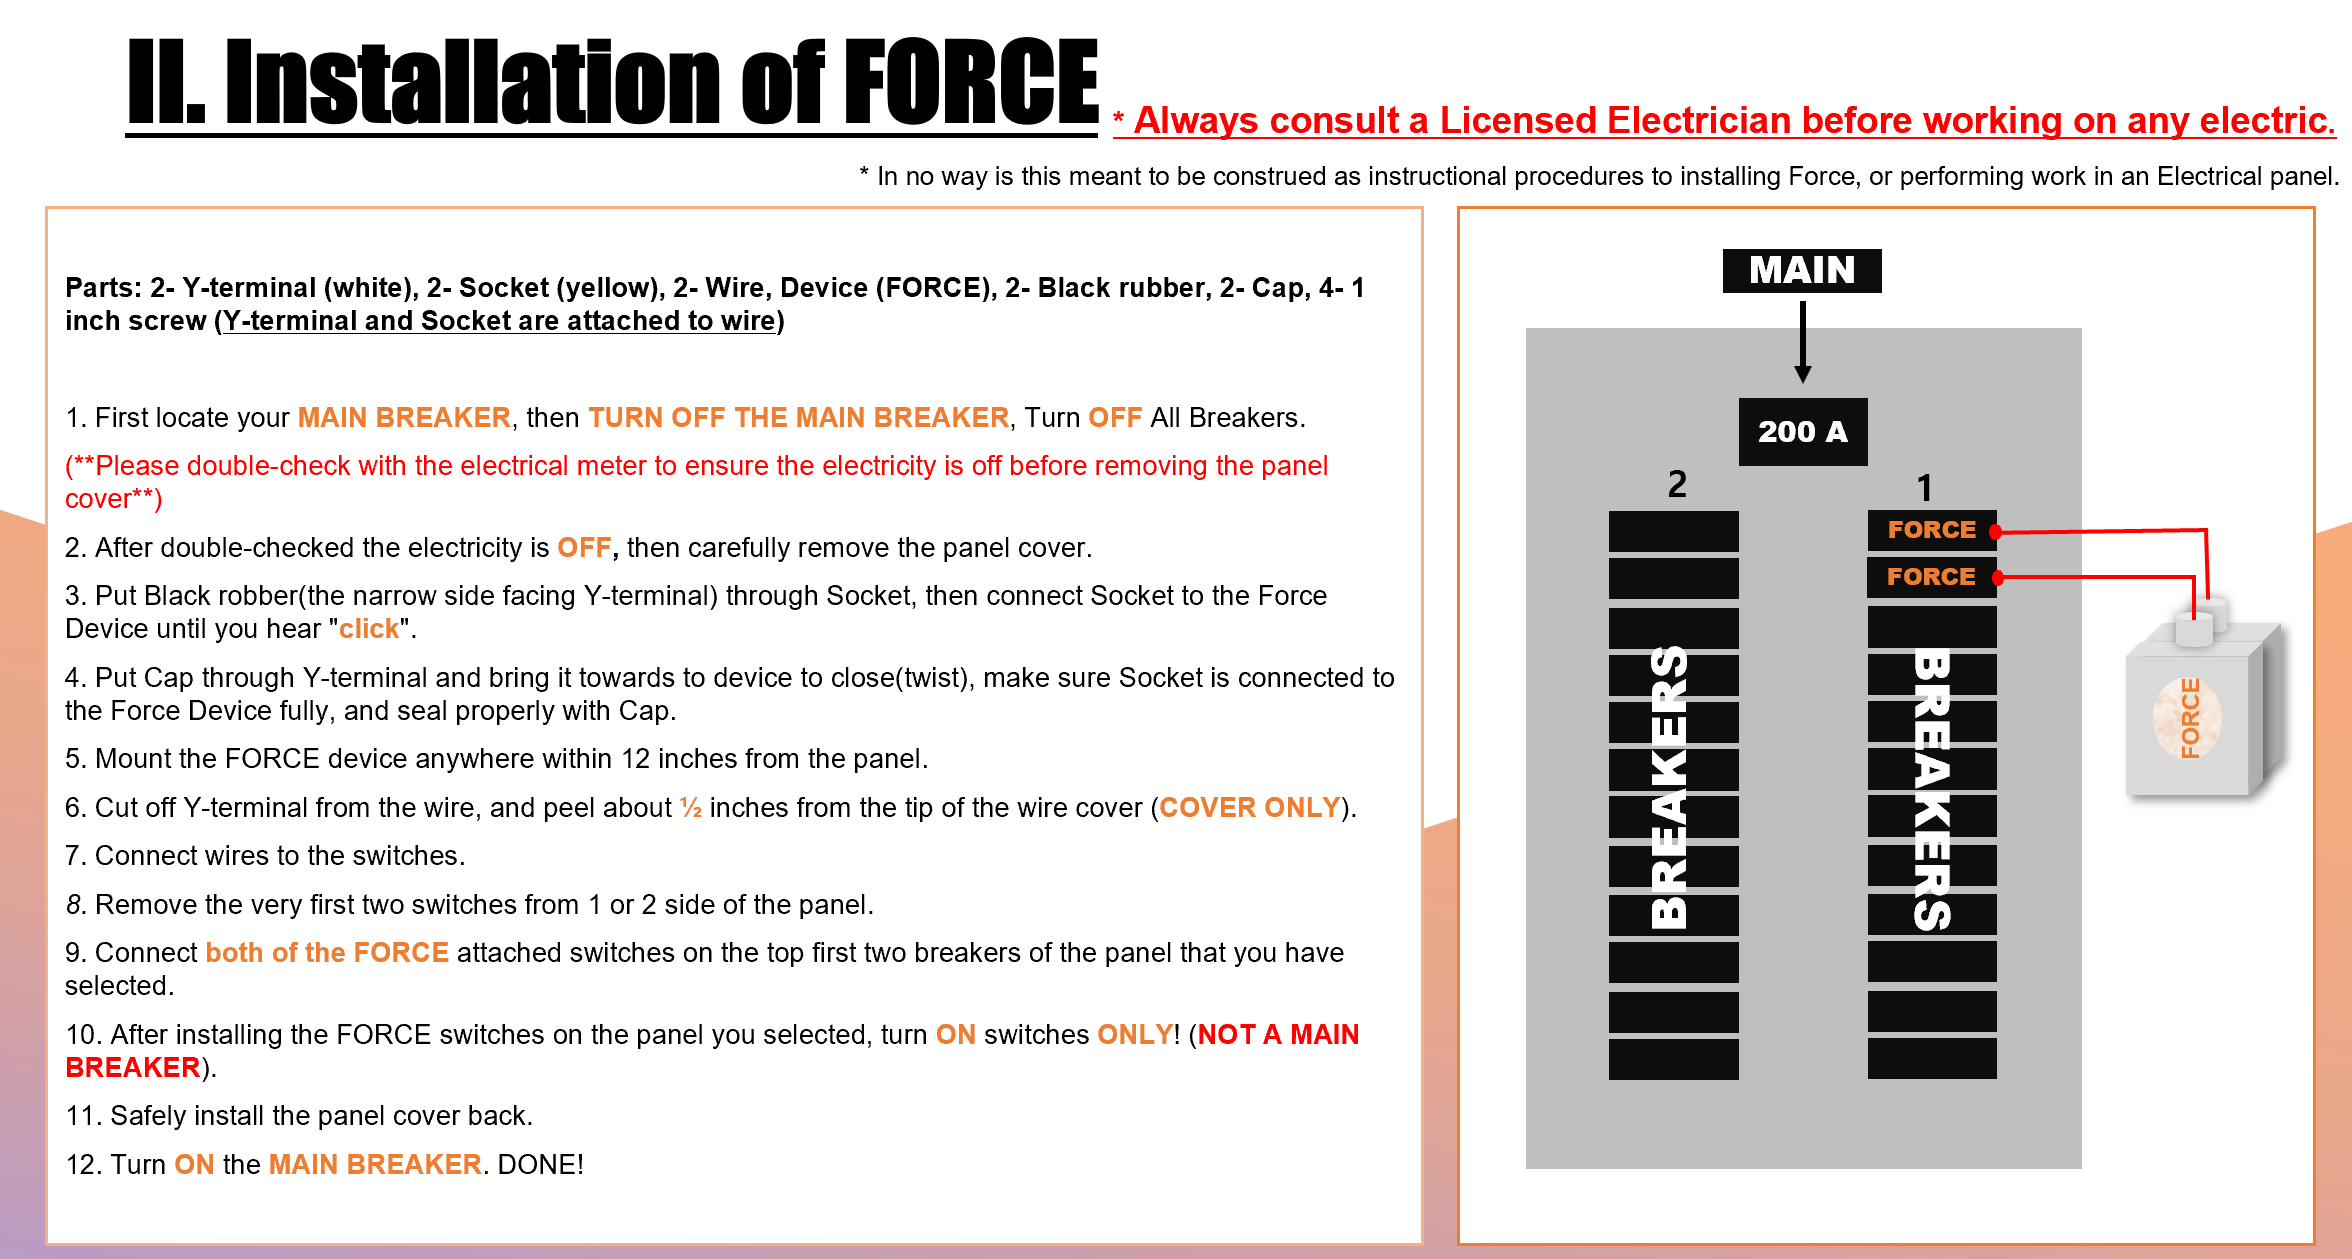 II. Installation of FORCE
* Always consult a Licensed Electrician before working on any electric.
* In no way is this meant to be construed as instructional procedures to installing Force, or performing work in an Electrical panel.
Parts: 2- Y-terminal (white), 2- Socket (yellow), 2- Wire, Device (FORCE), 2- Black rubber, 2- Cap, 4- 1
inch screw (Y-terminal and Socket are attached to wire)
1. First locate your MAIN BREAKER, then TURN OFF THE MAIN BREAKER, Turn OFF All Breakers.
(**Please double-check with the electrical meter to ensure the electricity is off before removing the panel
cover**)
2. After double-checked the electricity is OFF, then carefully remove the panel cover.
3. Put Black robber(the narrow side facing Y-terminal) through Socket, then connect Socket to the Force
Device until you hear "click".
4. Put Cap through Y-terminal and bring it towards to device to close(twist), make sure Socket is connected to
the Force Device fully, and seal properly with Cap.
5. Mount the FORCE device anywhere within 12 inches from the panel.
6. Cut off Y-terminal from the wire, and peel about ½ inches from the tip of the wire cover (COVER ONLY).
7. Connect wires to the switches.
8. Remove the very first two switches from 1 or 2 side of the panel.
9. Connect both of the FORCE attached switches on the top first two breakers of the panel that you have
selected.
10. After installing the FORCE switches on the panel you selected, turn ON switches ONLY! (NOT A MAIN
BREAKER).
11. Safely install the panel cover back.
12. Turn ON the MAIN BREAKER. DONE!
MAIN
200 A
2
1
FORCE
FORCE
BREAKERS
BREAKERS
FORCE